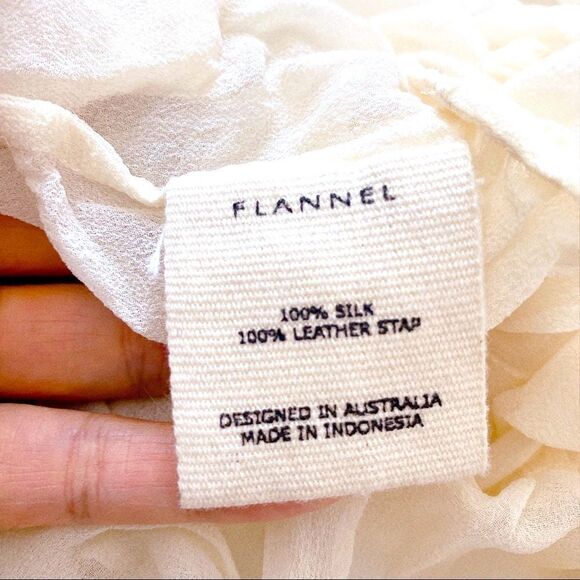 FLANNEL
100% SILK
100% LEATHER STAP
DESIGNED IN AUSTRALIA
MADE IN INDONESIA